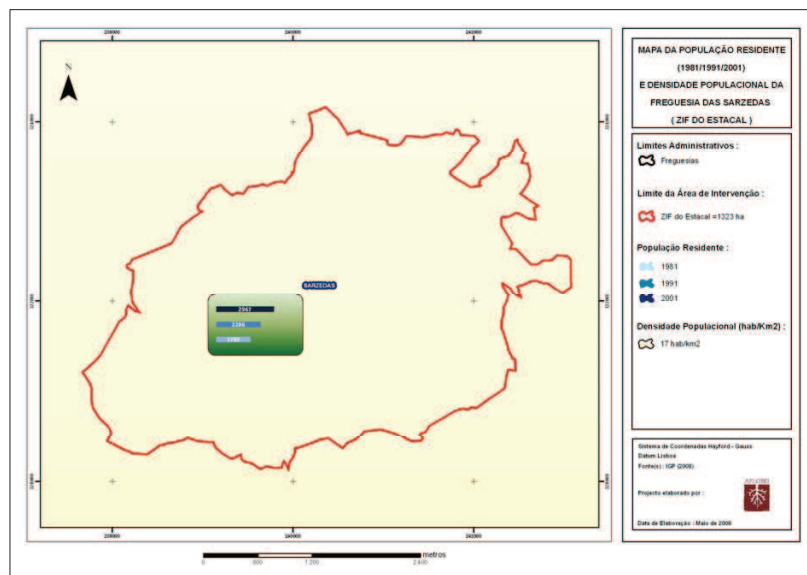 MAPA DA POPULAÇÃO RESIDENTE
(1981/1991/2001)
E DENSIDADE POPULACIONAL DA
FREGUESIA DAS SARZEDAS
( ZIF DO ESTACAL )
Limites Administrativos :
Freguesias
Limite da Área de Intervenção :
ZIF do Estacal =1323 ha
População Residente :
1981
1991
2001
Densidade Populacional (hab/Km2) :
17 hab/km2
Sistema de Coordenadas Hayford - Gauss
Datum Lisboa
Fonte(s) : IGP (2008)
Projecto elaborado por :
Data de Elaboração : Maio de 2008
N
SARZEDAS
metros
0
600
1 200
2 400